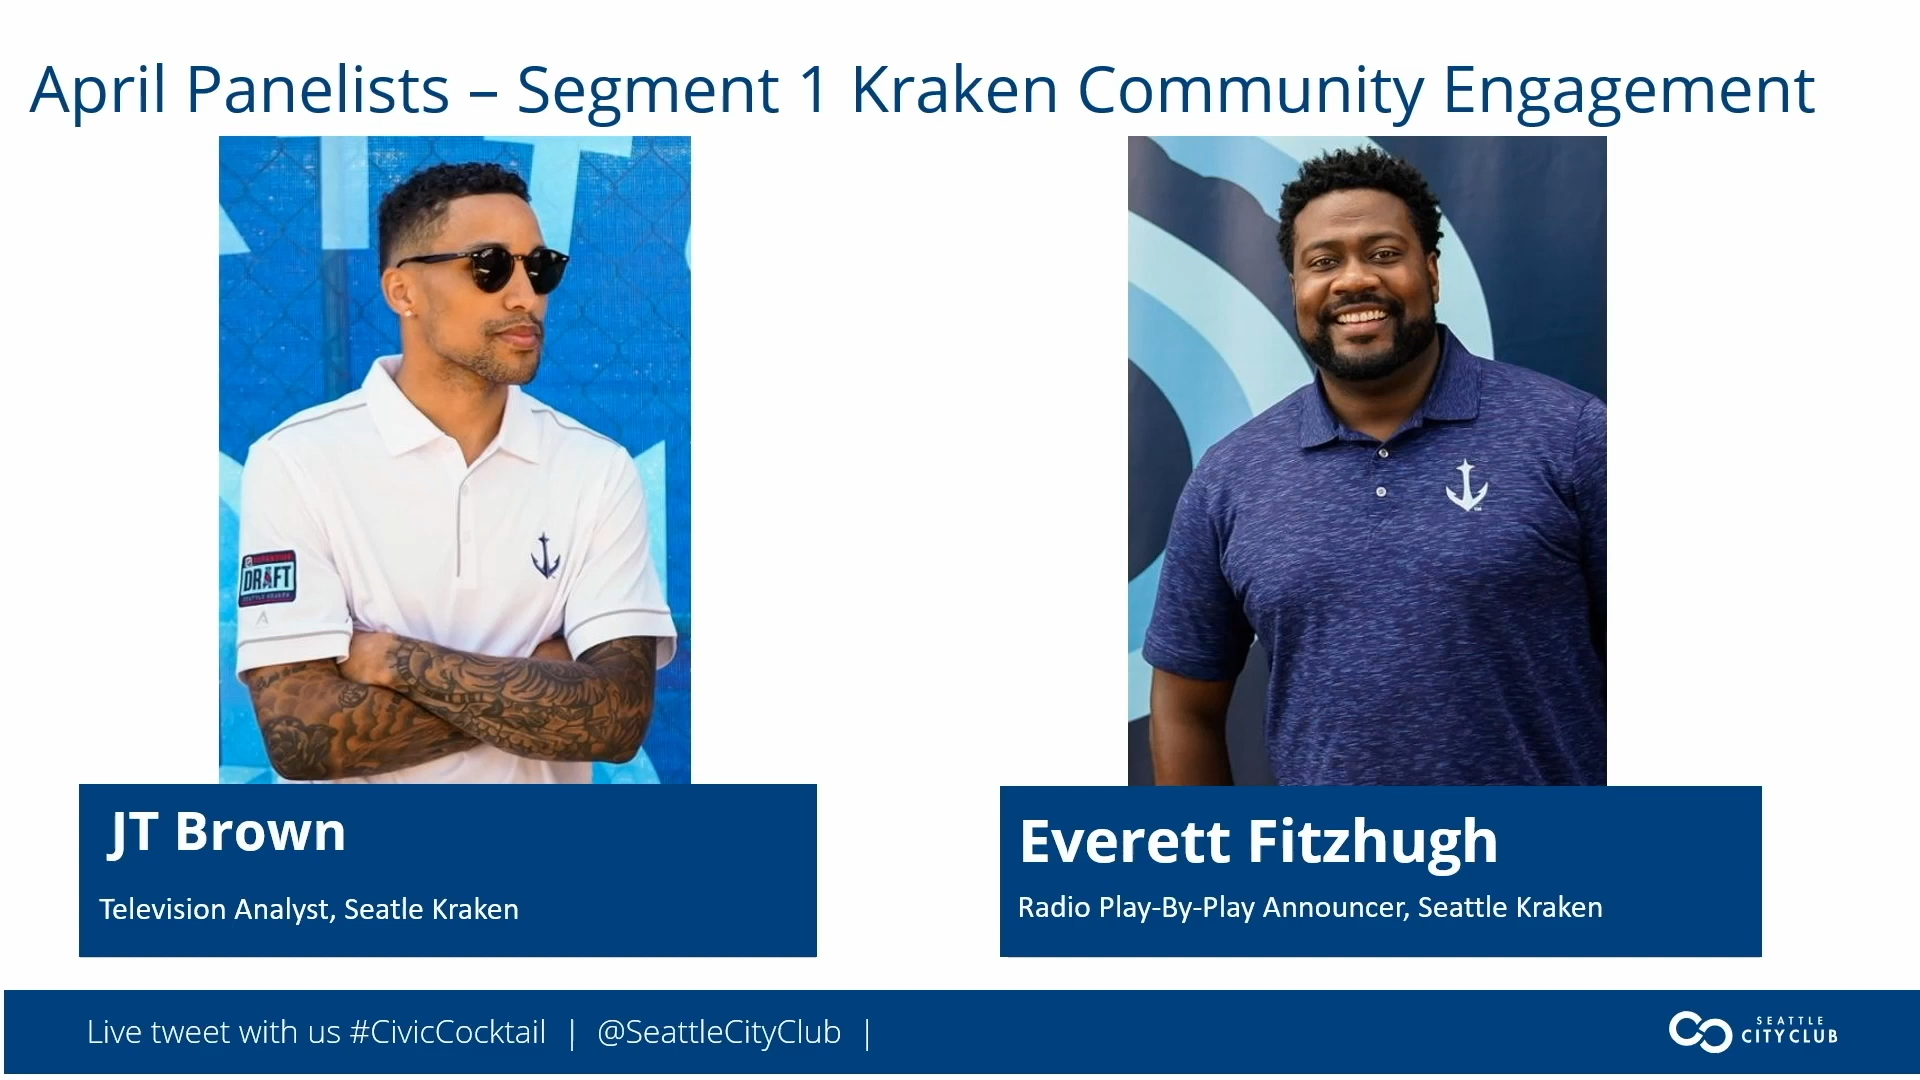 April Panelists – Segment 1 Kraken Community Engagement
DRAFT
JT Brown
Television Analyst, Seatle Kraken
Everett Fitzhugh
Radio Play-By-Play Announcer, Seattle Kraken
Live tweet with us #CivicCocktail | @SeattleCityClub |
SEATTLE
CITYCLUB